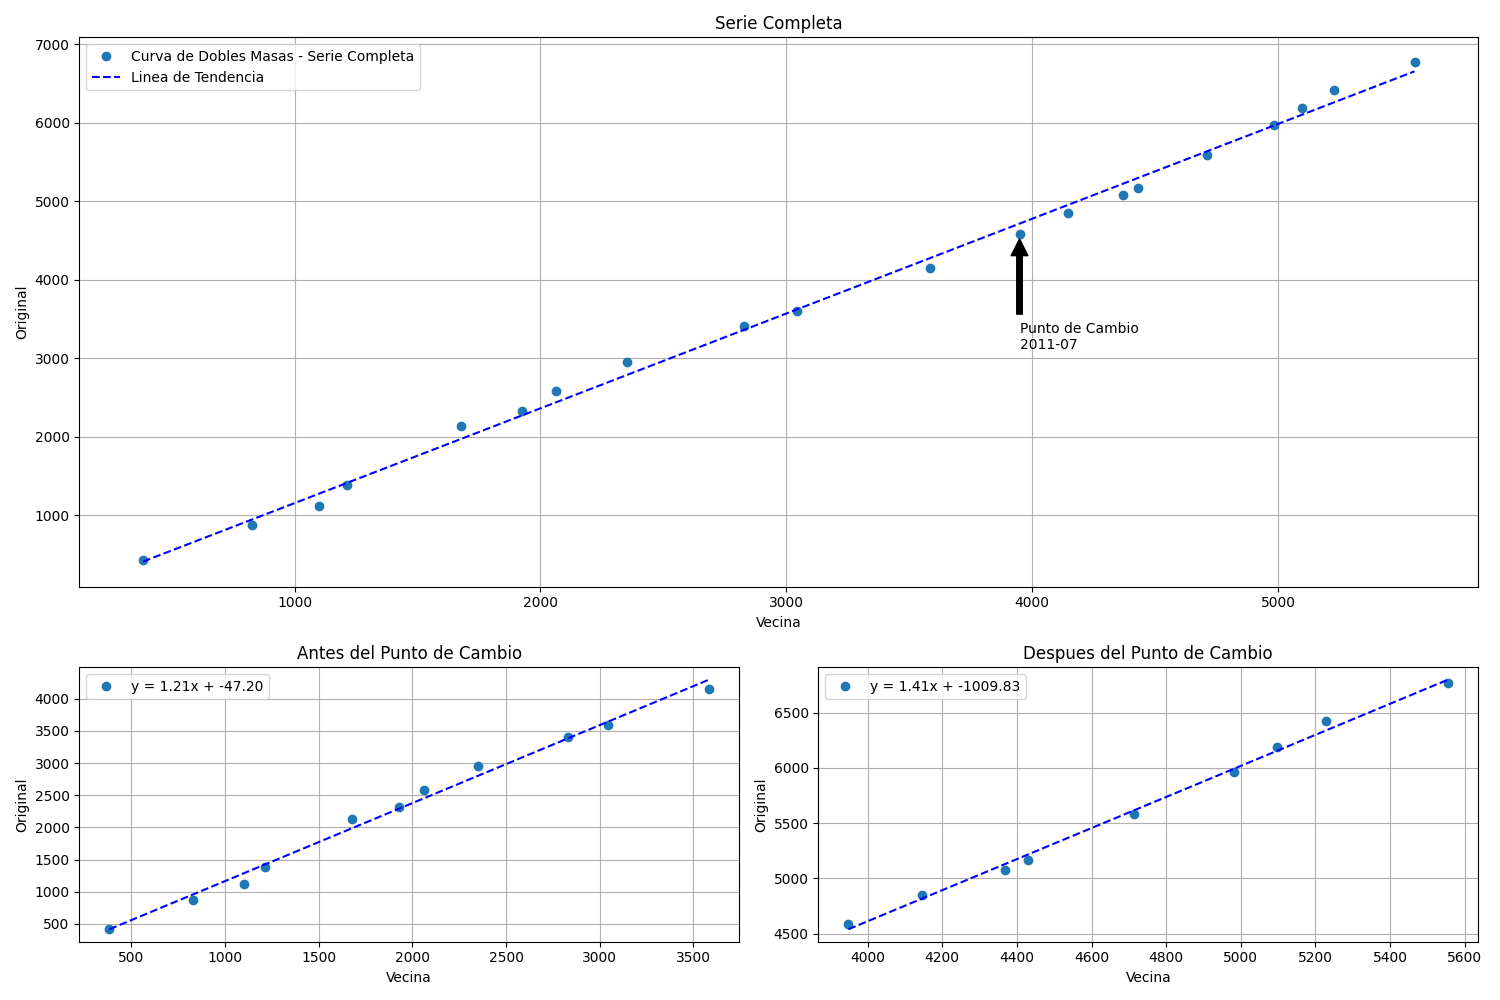 Serie Completa
Curva de Dobles Masas - Serie Completa
Linea de Tendencia
7000
6000
5000
4000
3000
2000
1000
Original
Punto de Cambio
2011-07
1000 2000 3000 4000 5000
Vecina
Antes del Punto de Cambio
y = 1.21x + -47.20
4000
3500
3000
2500
2000
1500
1000
500
Original
500 1000 1500 2000 2500 3000 3500
Vecina
Despues del Punto de Cambio
y = 1.41x + -1009.83
6500
6000
5500
5000
4500
Original
4000 4200 4400 4600 4800 5000 5200 5400 5600
Vecina